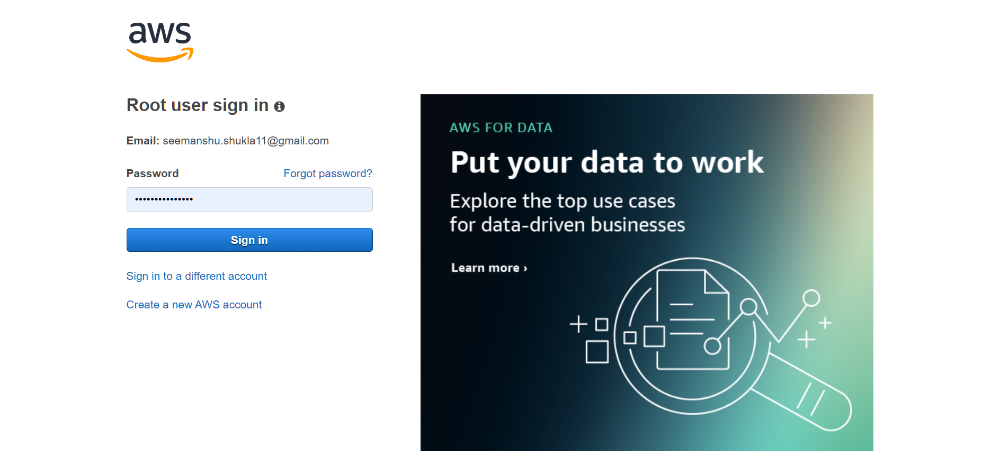 aws
Root user sign in
Email: seemanshu.shukla11@gmail.com
Password
Forgot password?
•••••••••••••••
Sign in
Sign in to a different account
Create a new AWS account
AWS FOR DATA
Put your data to work
Explore the top use cases
for data-driven businesses
Learn more ›